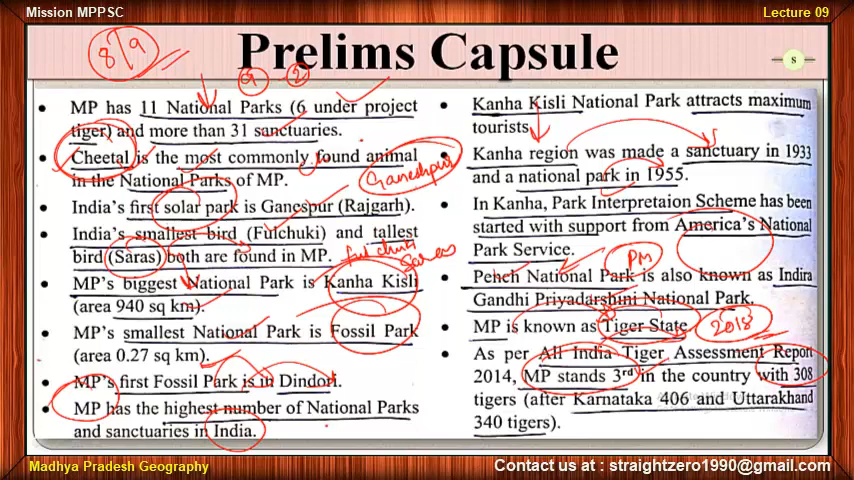 Mission MPPSC
Lecture 09
Prelims Capsule
8
8/9
9
2
• MP has 11 National Parks (6 under project
tiger) and more than 31 sanctuaries.
• Cheetal is the most commonly found animal
in the National Parks of MP.
Ganeshpur
• India's first solar park is Ganespur (Rajgarh).
• India's smallest bird (Fulchuki) and tallest
bird (Saras) both are found in MP.
Fulchuki
Saras
• MP's biggest National Park is Kanha Kisli
(area 940 sq km).
• MP's smallest National Park is Fossil Park
(area 0.27 sq km).
• MP's first Fossil Park is in Dindori.
• MP has the highest number of National Parks
and sanctuaries in India.
• Kanha Kisli National Park attracts maximum
tourists.
• Kanha region was made a sanctuary in 1933
and a national park in 1955.
• In Kanha, Park Interpretaion Scheme has been
started with support from America's National
Park Service.
PM
• Pench National Park is also known as Indira
Gandhi Priyadarshini National Park.
• MP is known as Tiger State.
2018
• As per All India Tiger Assessment Report
2014, MP stands 3rd in the country with 308
tigers (after Karnataka 406 and Uttarakhand
340 tigers).
Madhya Pradesh Geography
Contact us at : straightzero1990@gmail.com